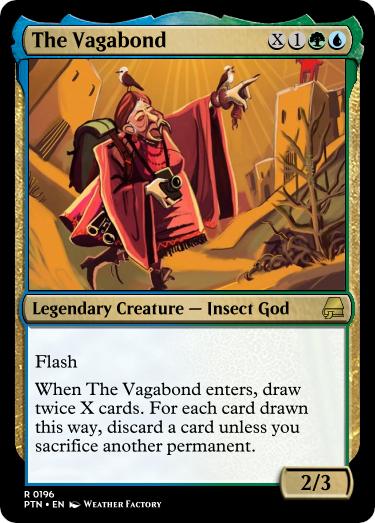 The Vagabond X 1
Legendary Creature — Insect God
Flash
When The Vagabond enters, draw
twice X cards. For each card drawn
this way, discard a card unless you
sacrifice another permanent.
2/3
R 0196
PTN • EN Weather Factory